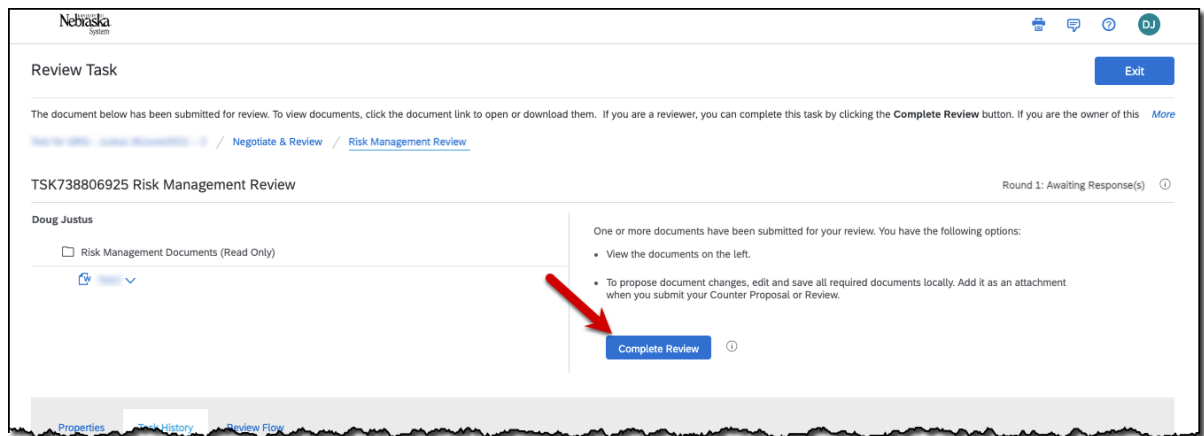 Nebraska
System
DJ
Review Task
Exit
The document below has been submitted for review. To view documents, click the document link to open or download them. If you are a reviewer, you can complete this task by clicking the Complete Review button. If you are the owner of this More
/ Negotiate & Review / Risk Management Review
TSK738806925 Risk Management Review
Round 1: Awaiting Response(s)
Doug Justus
Risk Management Documents (Read Only)
W
One or more documents have been submitted for your review. You have the following options:
• View the documents on the left.
• To propose document changes, edit and save all required documents locally. Add it as an attachment
when you submit your Counter Proposal or Review.
Complete Review
Properties Task History Review Flow